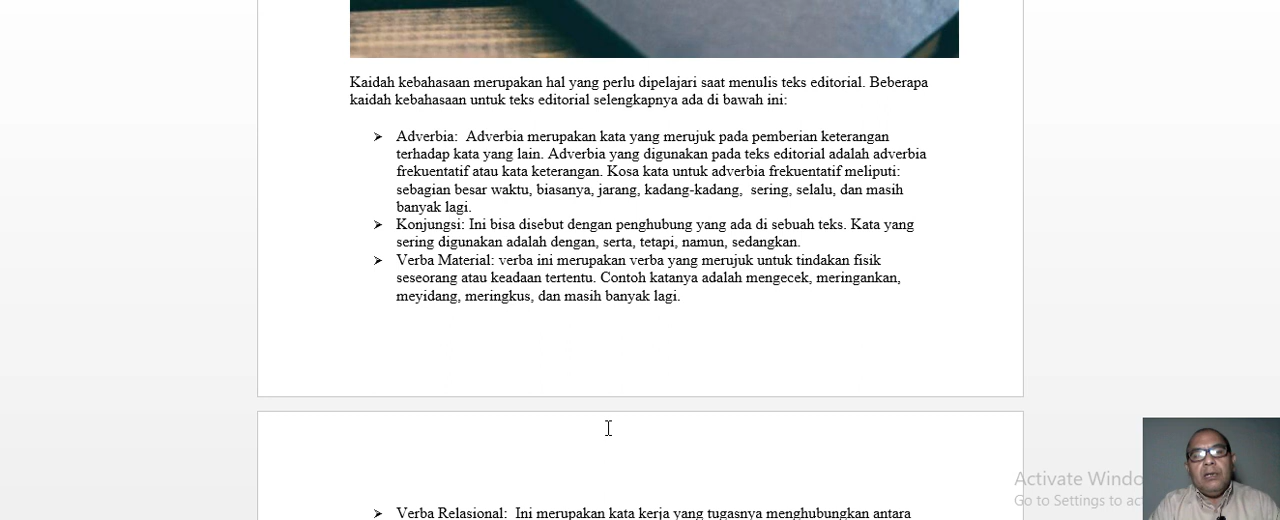 Kaidah kebahasaan merupakan hal yang perlu dipelajari saat menulis teks editorial. Beberapa
kaidah kebahasaan untuk teks editorial selengkapnya ada di bawah ini:
➢ Adverbia:  Adverbia merupakan kata yang merujuk pada pemberian keterangan
terhadap kata yang lain. Adverbia yang digunakan pada teks editorial adalah adverbia
frekuentatif atau kata keterangan. Kosa kata untuk adverbia frekuentatif meliputi:
sebagian besar waktu, biasanya, jarang, kadang-kadang,  sering, selalu, dan masih
banyak lagi.
➢ Konjungsi: Ini bisa disebut dengan penghubung yang ada di sebuah teks. Kata yang
sering digunakan adalah dengan, serta, tetapi, namun, sedangkan.
➢ Verba Material: verba ini merupakan verba yang merujuk untuk tindakan fisik
seseorang atau keadaan tertentu. Contoh katanya adalah mengecek, meringankan,
meyidang, meringkus, dan masih banyak lagi.
➢ Verba Relasional:  Ini merupakan kata kerja yang tugasnya menghubungkan antara
Activate Windo
Go to Settings to ac